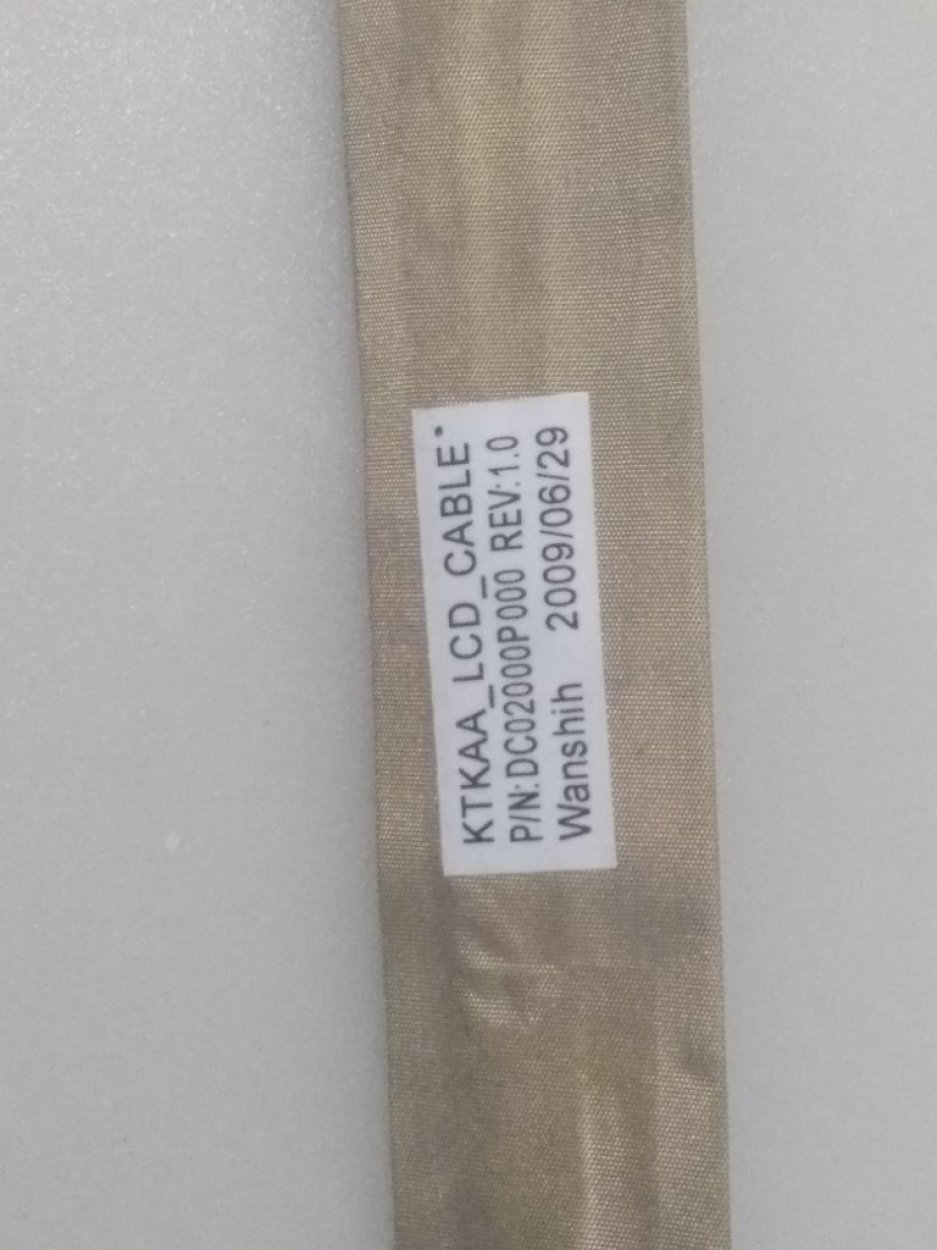 KTKAA_LCD_CABLE*
P/N:DC02000P000 REV:1.0
Wanshih 2009/06/29